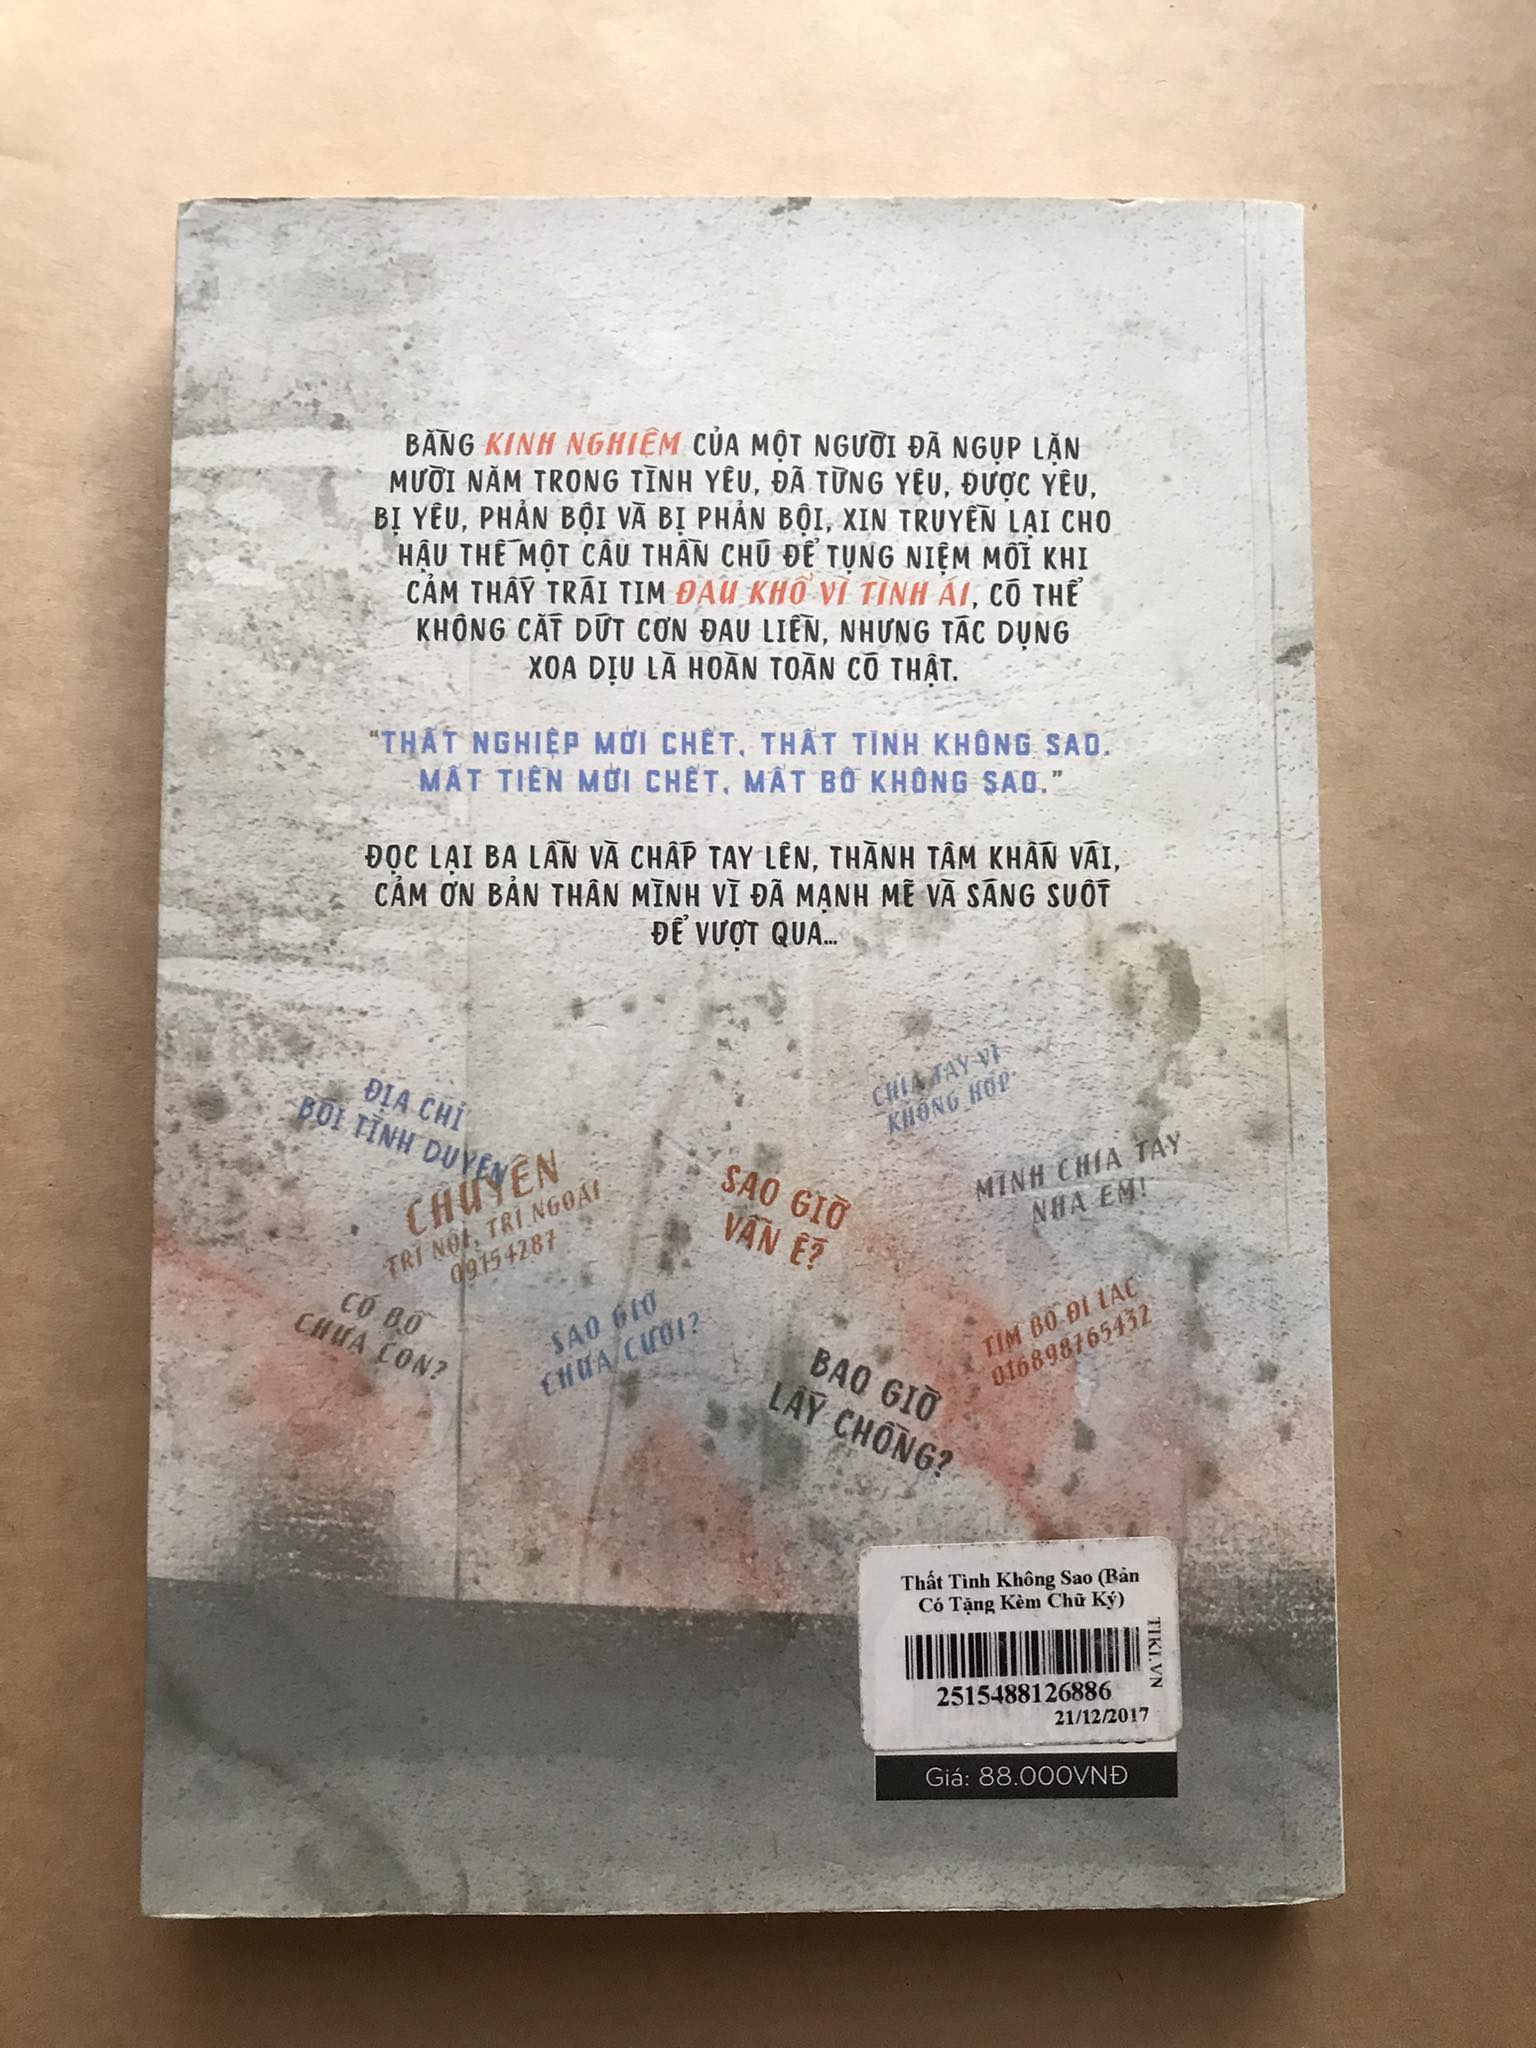 BẰNG KINH NGHIỆM CỦA MỘT NGƯỜI ĐÃ NGỤP LẶN
MƯỜI NĂM TRONG TÌNH YÊU, ĐÃ TỪNG YÊU, ĐƯỢC YÊU,
BỊ YÊU, PHẢN BỘI VÀ BỊ PHẢN BỘI, XIN TRUYỀN LẠI CHO
HẬU THẾ MỘT CÂU THẦN CHÚ ĐỂ TỤNG NIỆM MỖI KHI
CẢM THẤY TRÁI TIM ĐAU KHỔ VÌ TÌNH ÁI, CÓ THỂ
KHÔNG CẮT DỨT CƠN ĐAU LIỀN, NHƯNG TÁC DỤNG
XOA DỊU LÀ HOÀN TOÀN CÓ THẬT.
"THẤT NGHIỆP MỚI CHẾT, THẤT TÌNH KHÔNG SAO.
MẤT TIỀN MỚI CHẾT, MẤT BỒ KHÔNG SAO."
ĐỌC LẠI BA LẦN VÀ CHẮP TAY LÊN, THÀNH TÂM KHẤN VÁI,
CẢM ƠN BẢN THÂN MÌNH VÌ ĐÃ MẠNH MẼ VÀ SÁNG SUỐT
ĐỂ VƯỢT QUA...
CHIA TAY VÌ
KHÔNG HỢP
ĐỊA CHỈ
BÓI TÌNH DUYÊN
MÌNH CHIA TAY
NHA EM!
CHUYÊN
TRĨ NỘI, TRĨ NGOẠI
09154287
SAO GIỜ
VẪN Ế?
CÓ BỒ
CHƯA CON?
SAO GIỜ
CHƯA CƯỚI?
TÌM BỒ ĐI LẠC
016898765432
BAO GIỜ
LẤY CHỒNG?
Thất Tình Không Sao (Bản
Có Tặng Kèm Chữ Ký)
TIKI.VN
2515488126886
21/12/2017
Giá: 88.000VNĐ